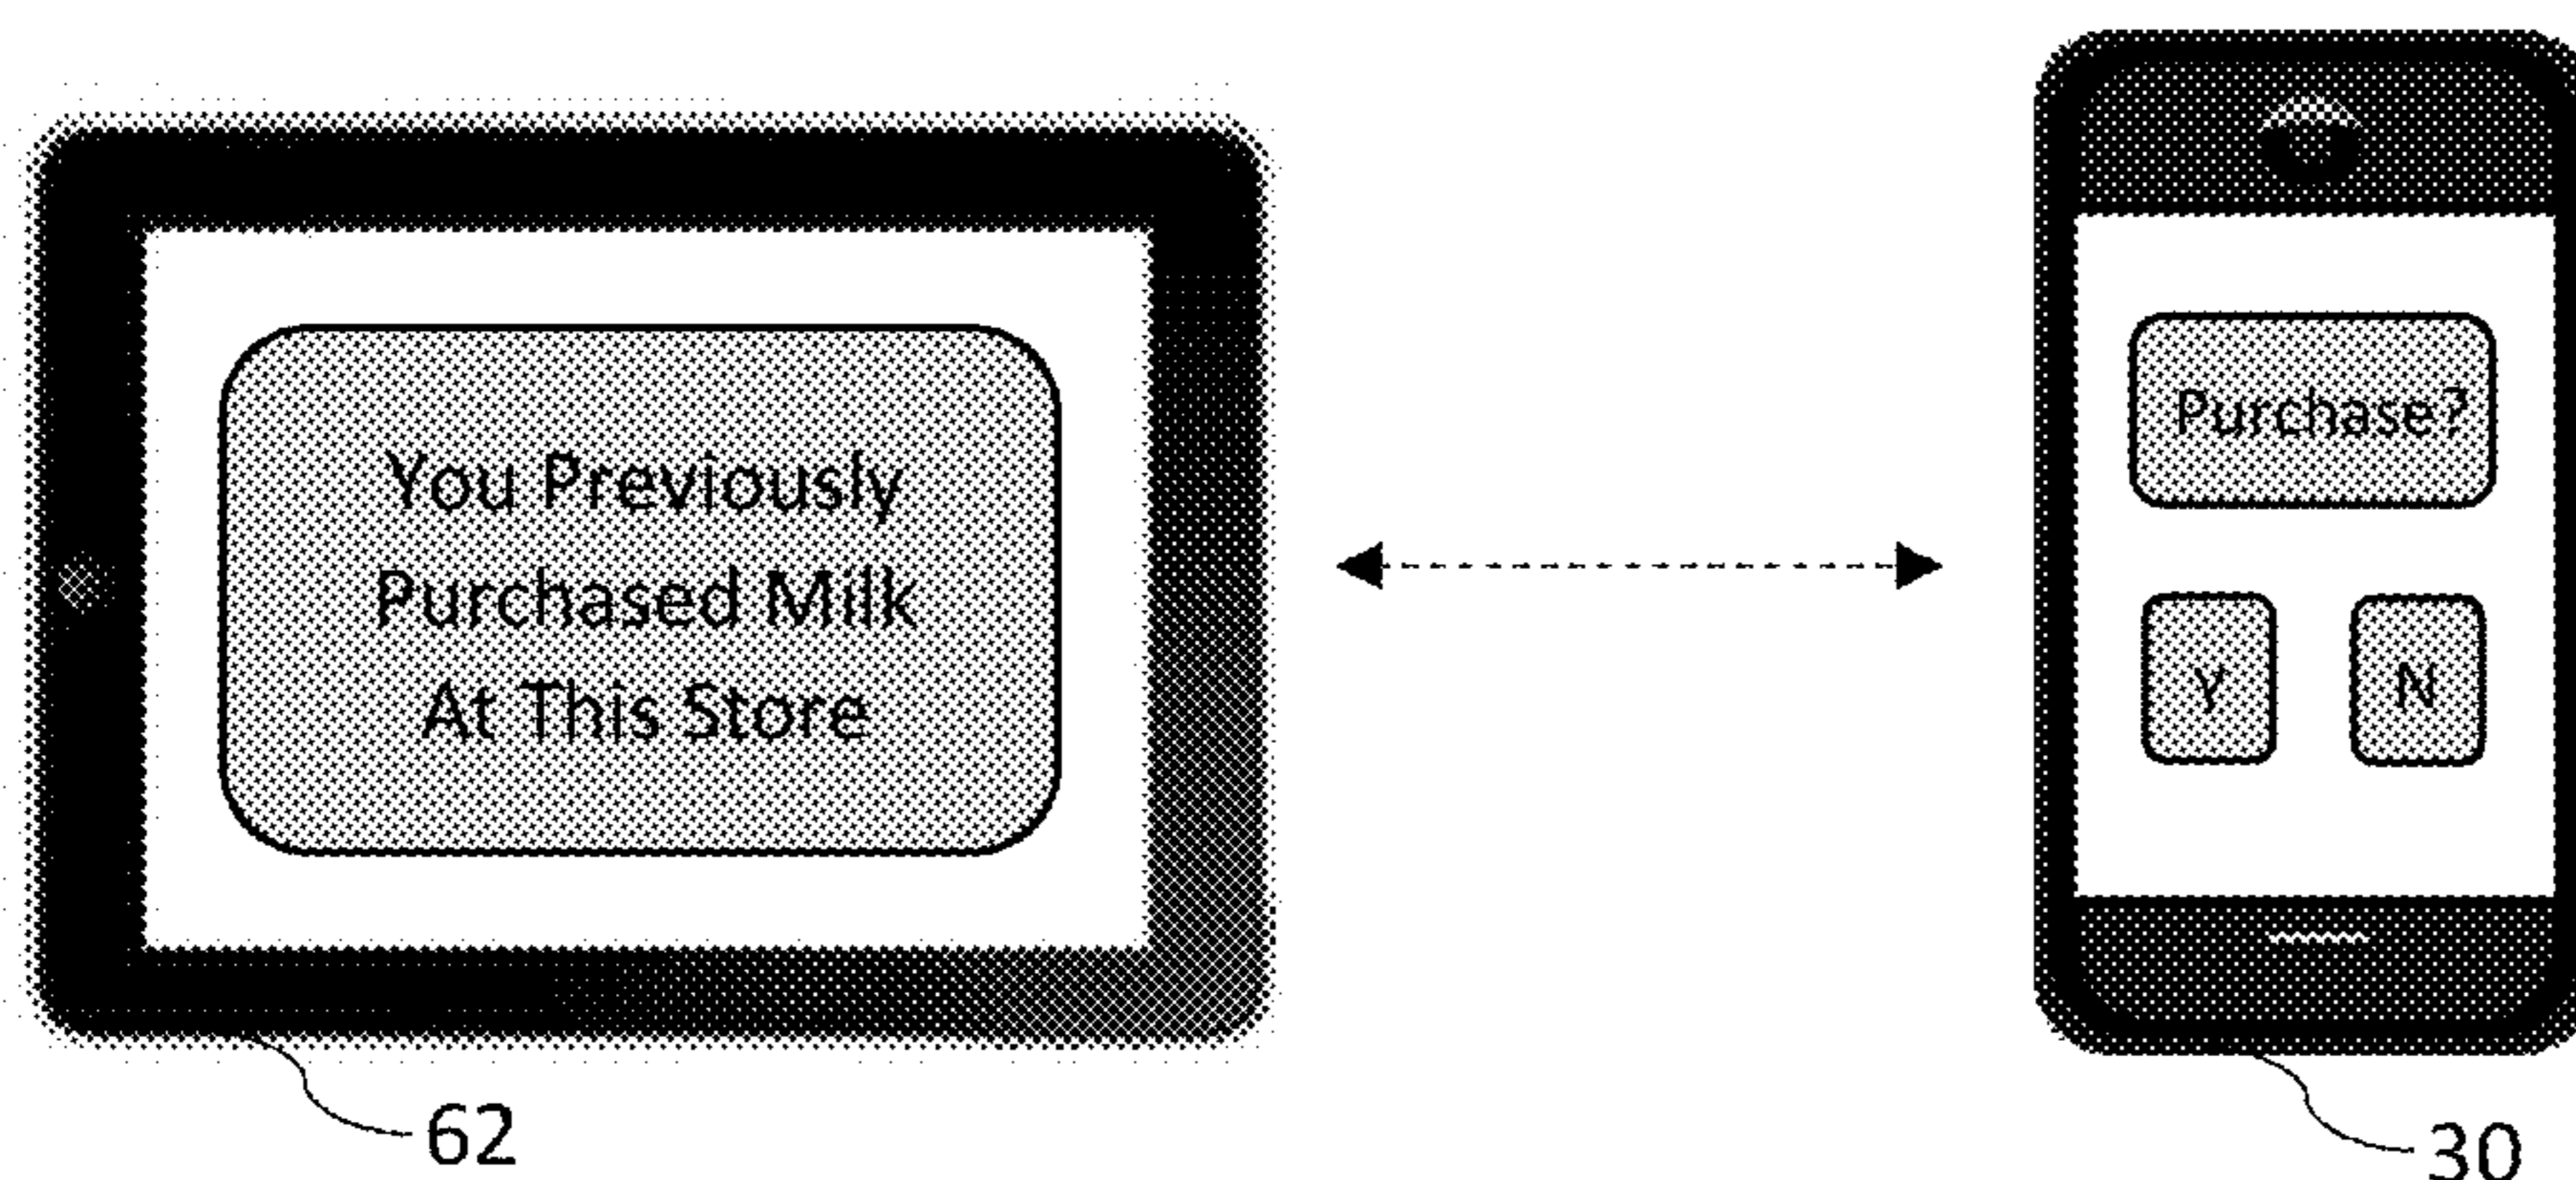 You Previously
Purchased Milk
At This Store
Purchase?
Y
N
62
30